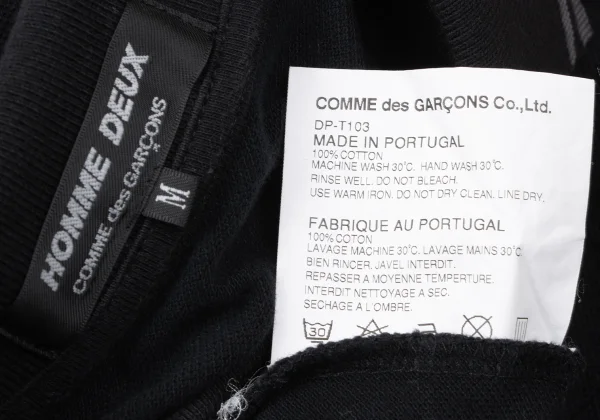 HOMME DEUX
COMME des GARÇONS
M
COMME des GARÇONS Co.,Ltd.
DP-T103
MADE IN PORTUGAL
100% COTTON
MACHINE WASH 30°C. HAND WASH 30°C.
RINSE WELL. DO NOT BLEACH.
USE WARM IRON. DO NOT DRY CLEAN. LINE DRY.
FABRIQUE AU PORTUGAL
100% COTON
LAVAGE MACHINE 30°C. LAVAGE MAINS 30°C.
BIEN RINCER, JAVEL INTERDIT.
REPASSER A MOYENNE TEMPERTURE.
INTERDIT NETTOYAGE A SEC.
SECHAGE A L'OMBRE.
30